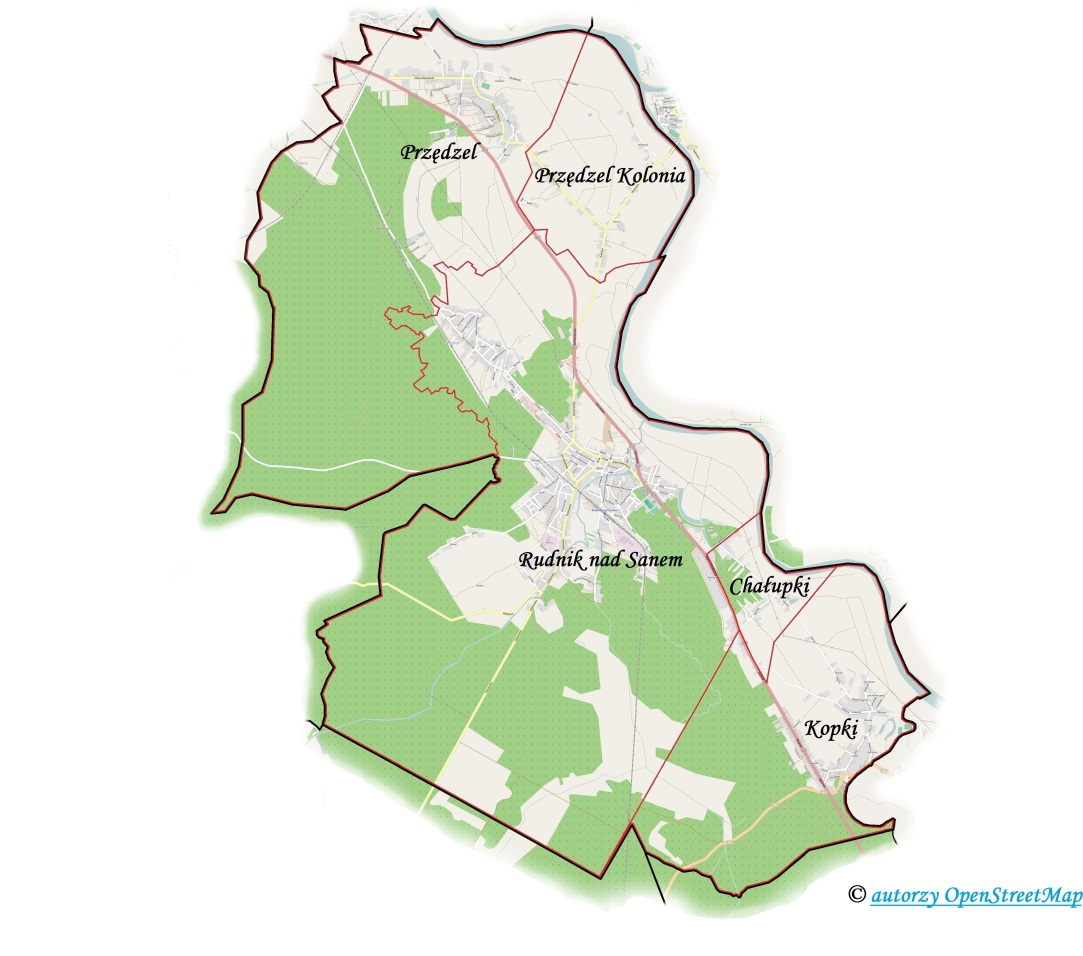 Przędzel
Przędzel Kolonia
Rudnik nad Sanem
Chałupki
Kopki
© autorzy OpenStreetMap